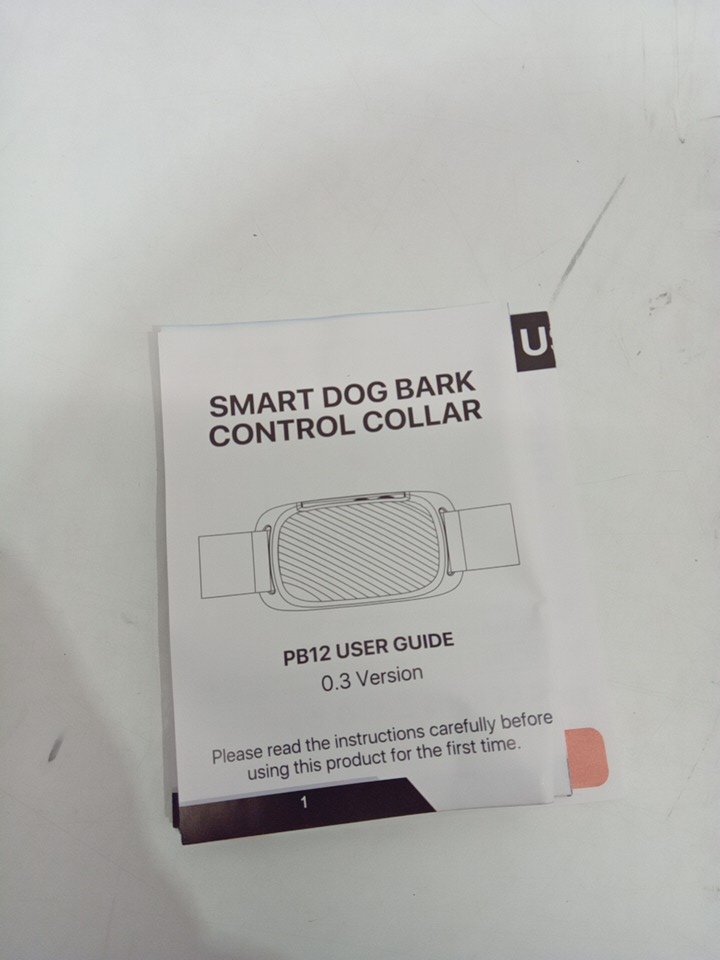 SMART DOG BARK
CONTROL COLLAR
PB12 USER GUIDE
0.3 Version
Please read the instructions carefully before
using this product for the first time.
1
U